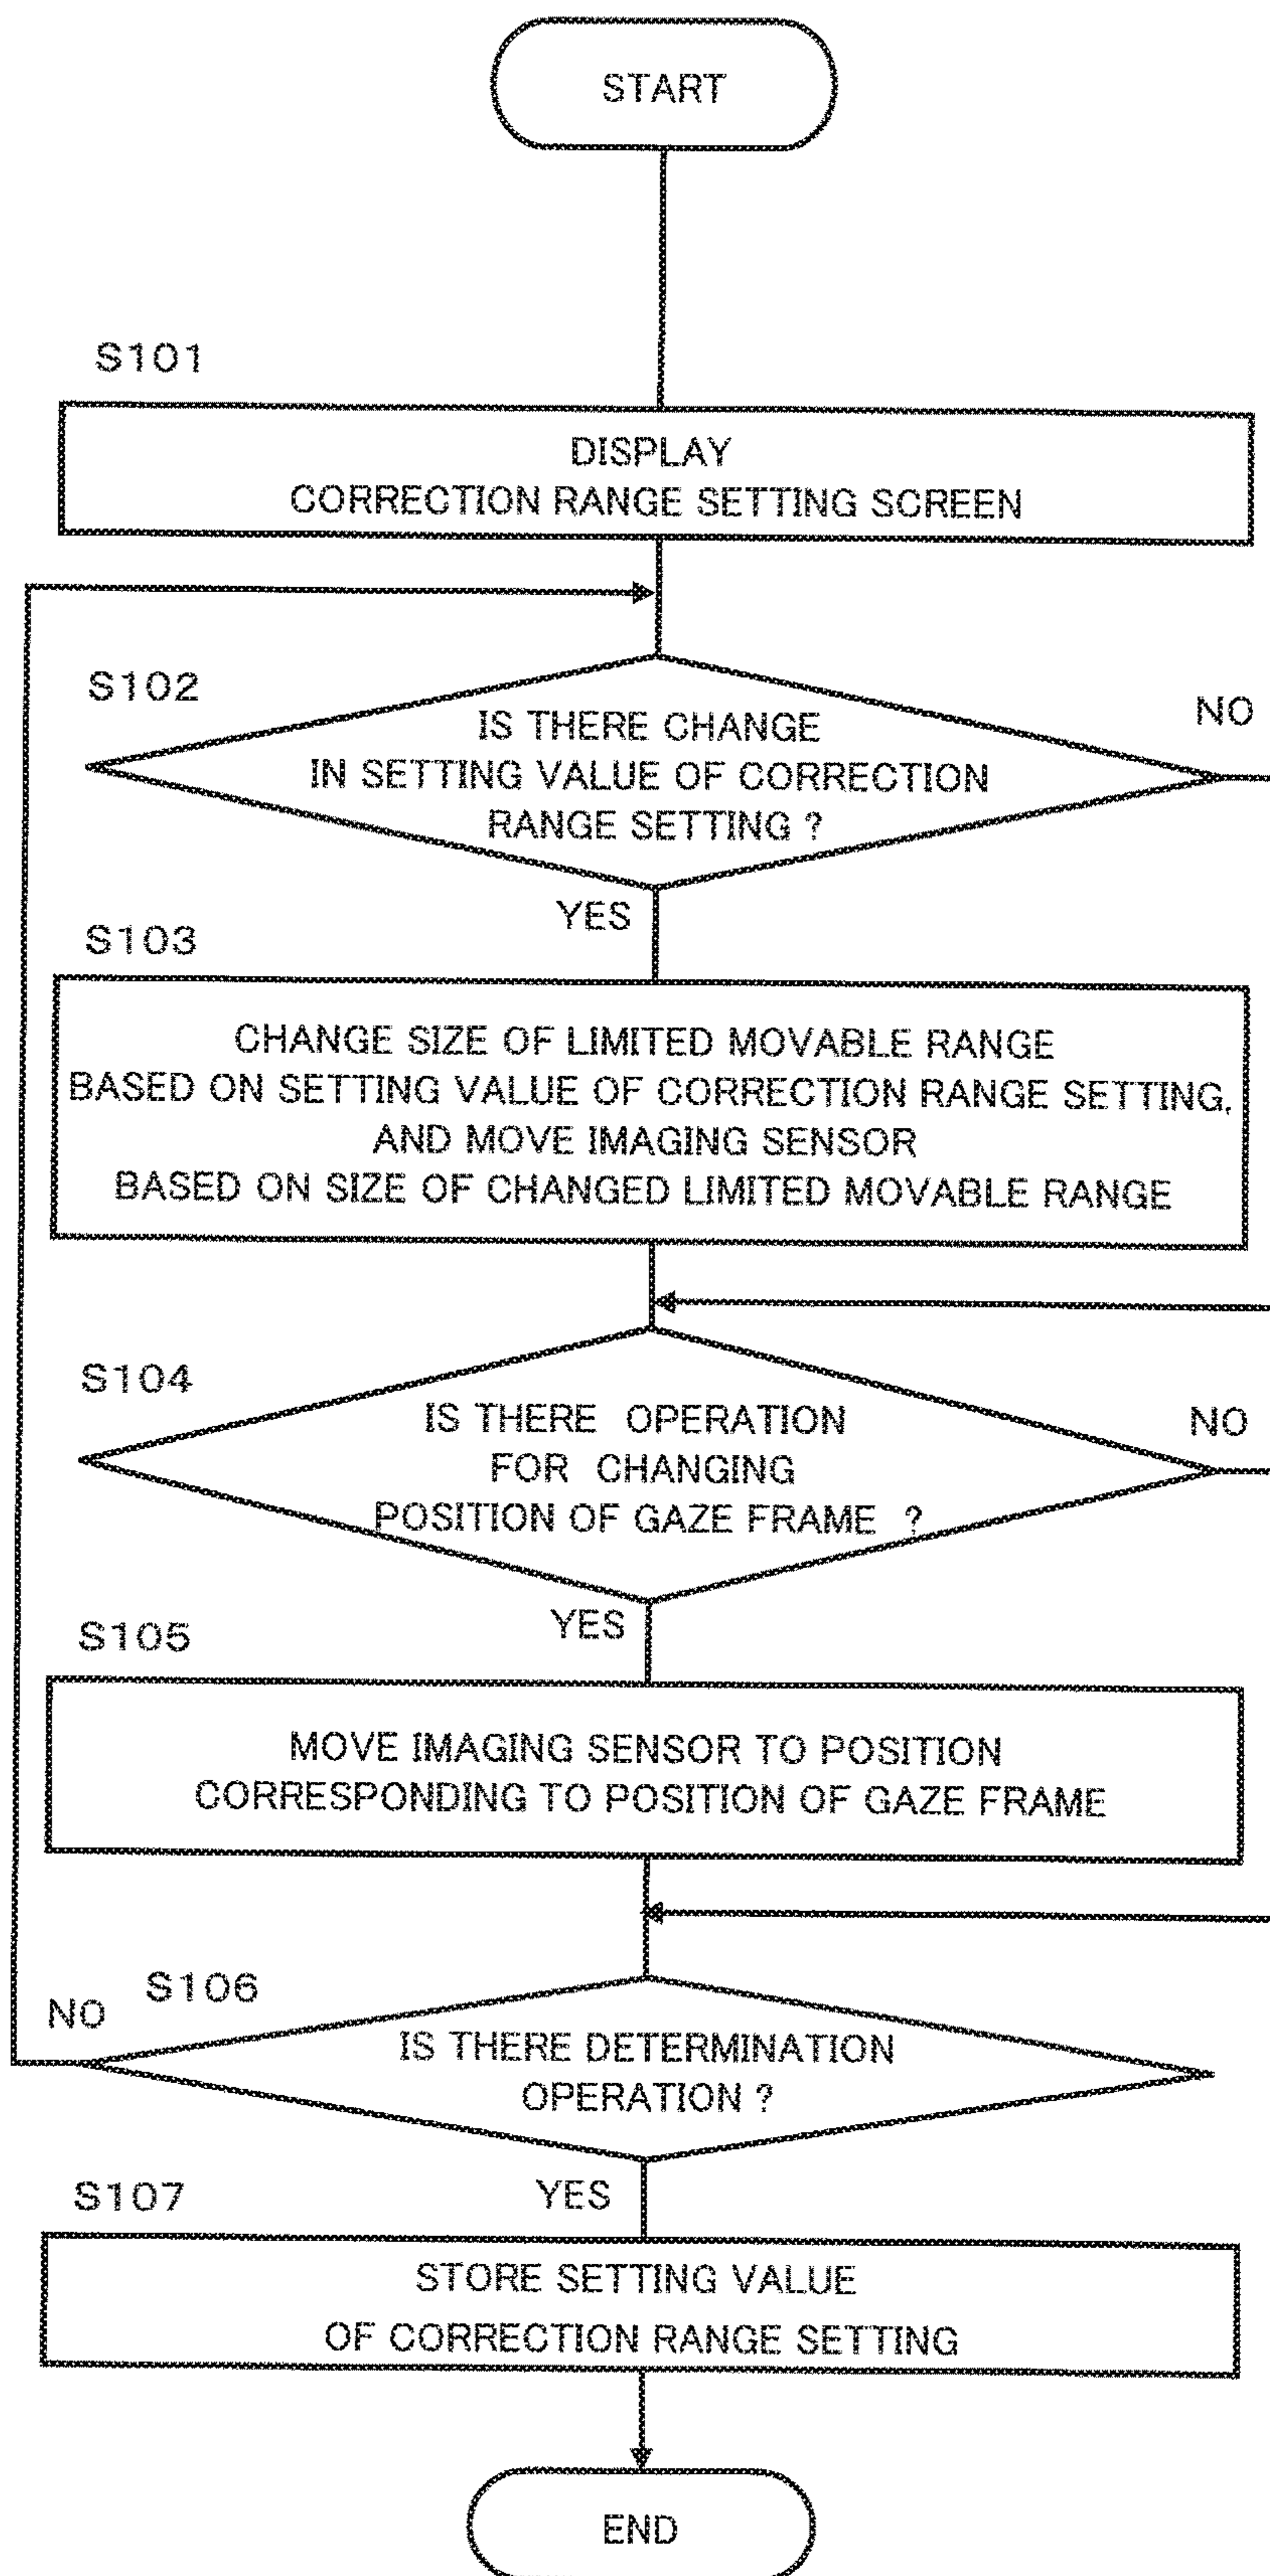 START
S101
DISPLAY
CORRECTION RANGE SETTING SCREEN
S102
IS THERE CHANGE
IN SETTING VALUE OF CORRECTION
RANGE SETTING ?
NO
YES
S103
CHANGE SIZE OF LIMITED MOVABLE RANGE
BASED ON SETTING VALUE OF CORRECTION RANGE SETTING,
AND MOVE IMAGING SENSOR
BASED ON SIZE OF CHANGED LIMITED MOVABLE RANGE
S104
IS THERE OPERATION
FOR CHANGING
POSITION OF GAZE FRAME ?
NO
YES
S105
MOVE IMAGING SENSOR TO POSITION
CORRESPONDING TO POSITION OF GAZE FRAME
S106
NO
IS THERE DETERMINATION
OPERATION ?
YES
S107
STORE SETTING VALUE
OF CORRECTION RANGE SETTING
END